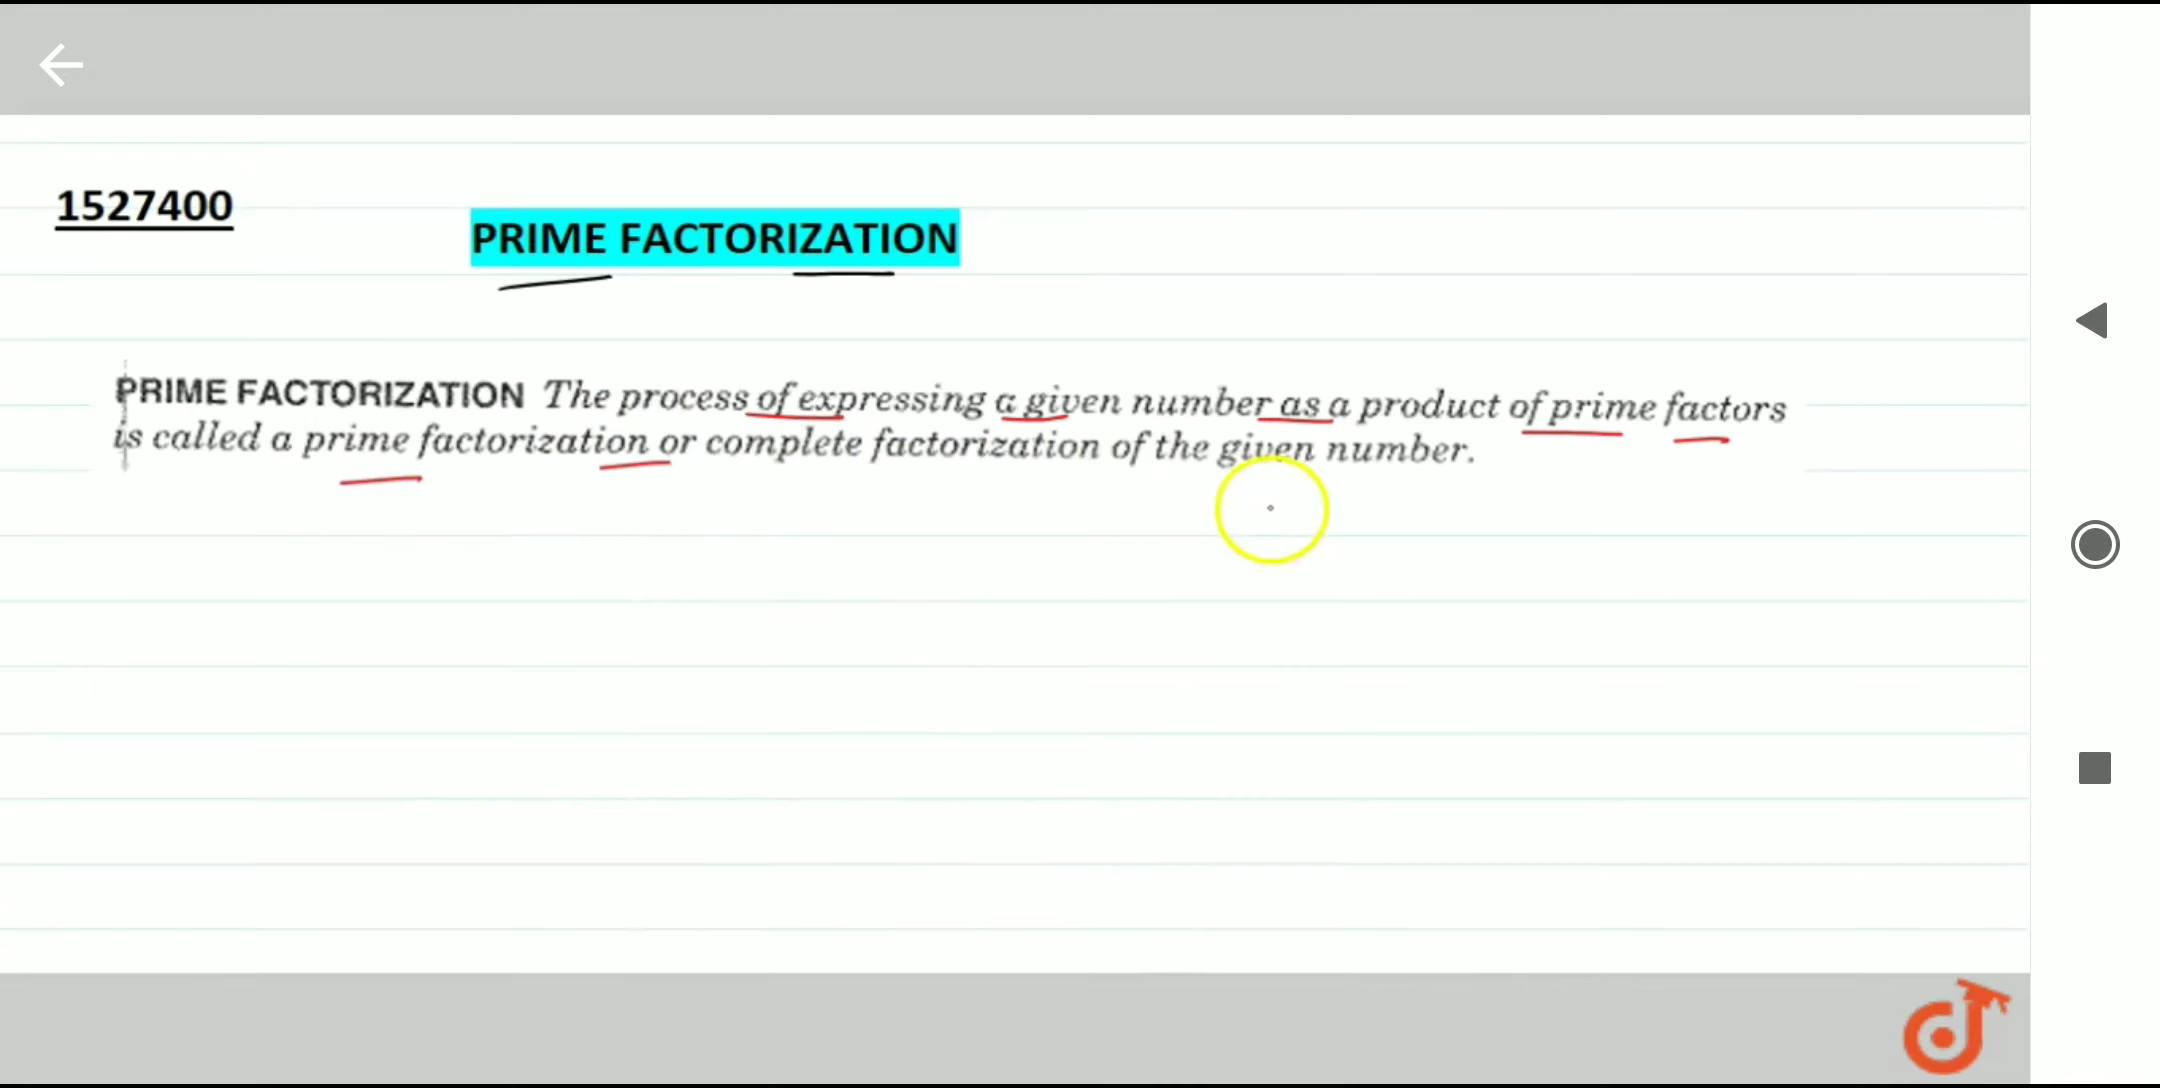 1527400
PRIME FACTORIZATION
PRIME FACTORIZATION The process of expressing a given number as a product of prime factors
is called a prime factorization or complete factorization of the given number.